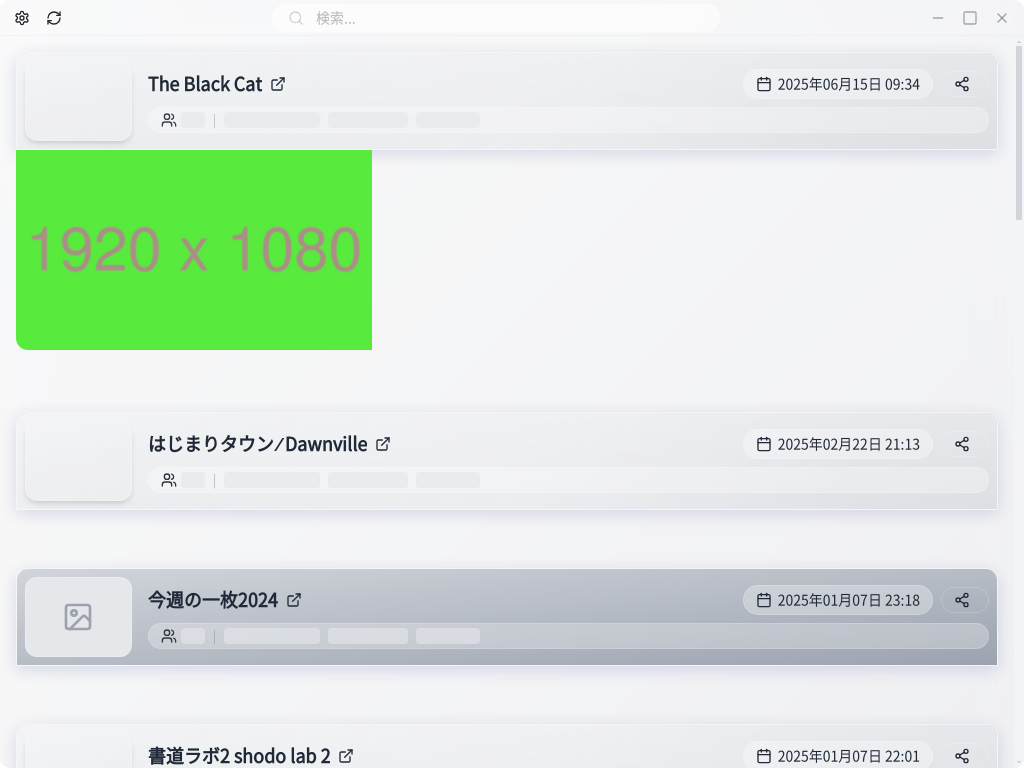 検索...
The Black Cat
2025年06月15日 09:34
1920 x 1080
はじまりタウン⁄Dawnville
2025年02月22日 21:13
今週の一枚2024
2025年01月07日 23:18
書道ラボ2 shodo lab 2
2025年01月07日 22:01